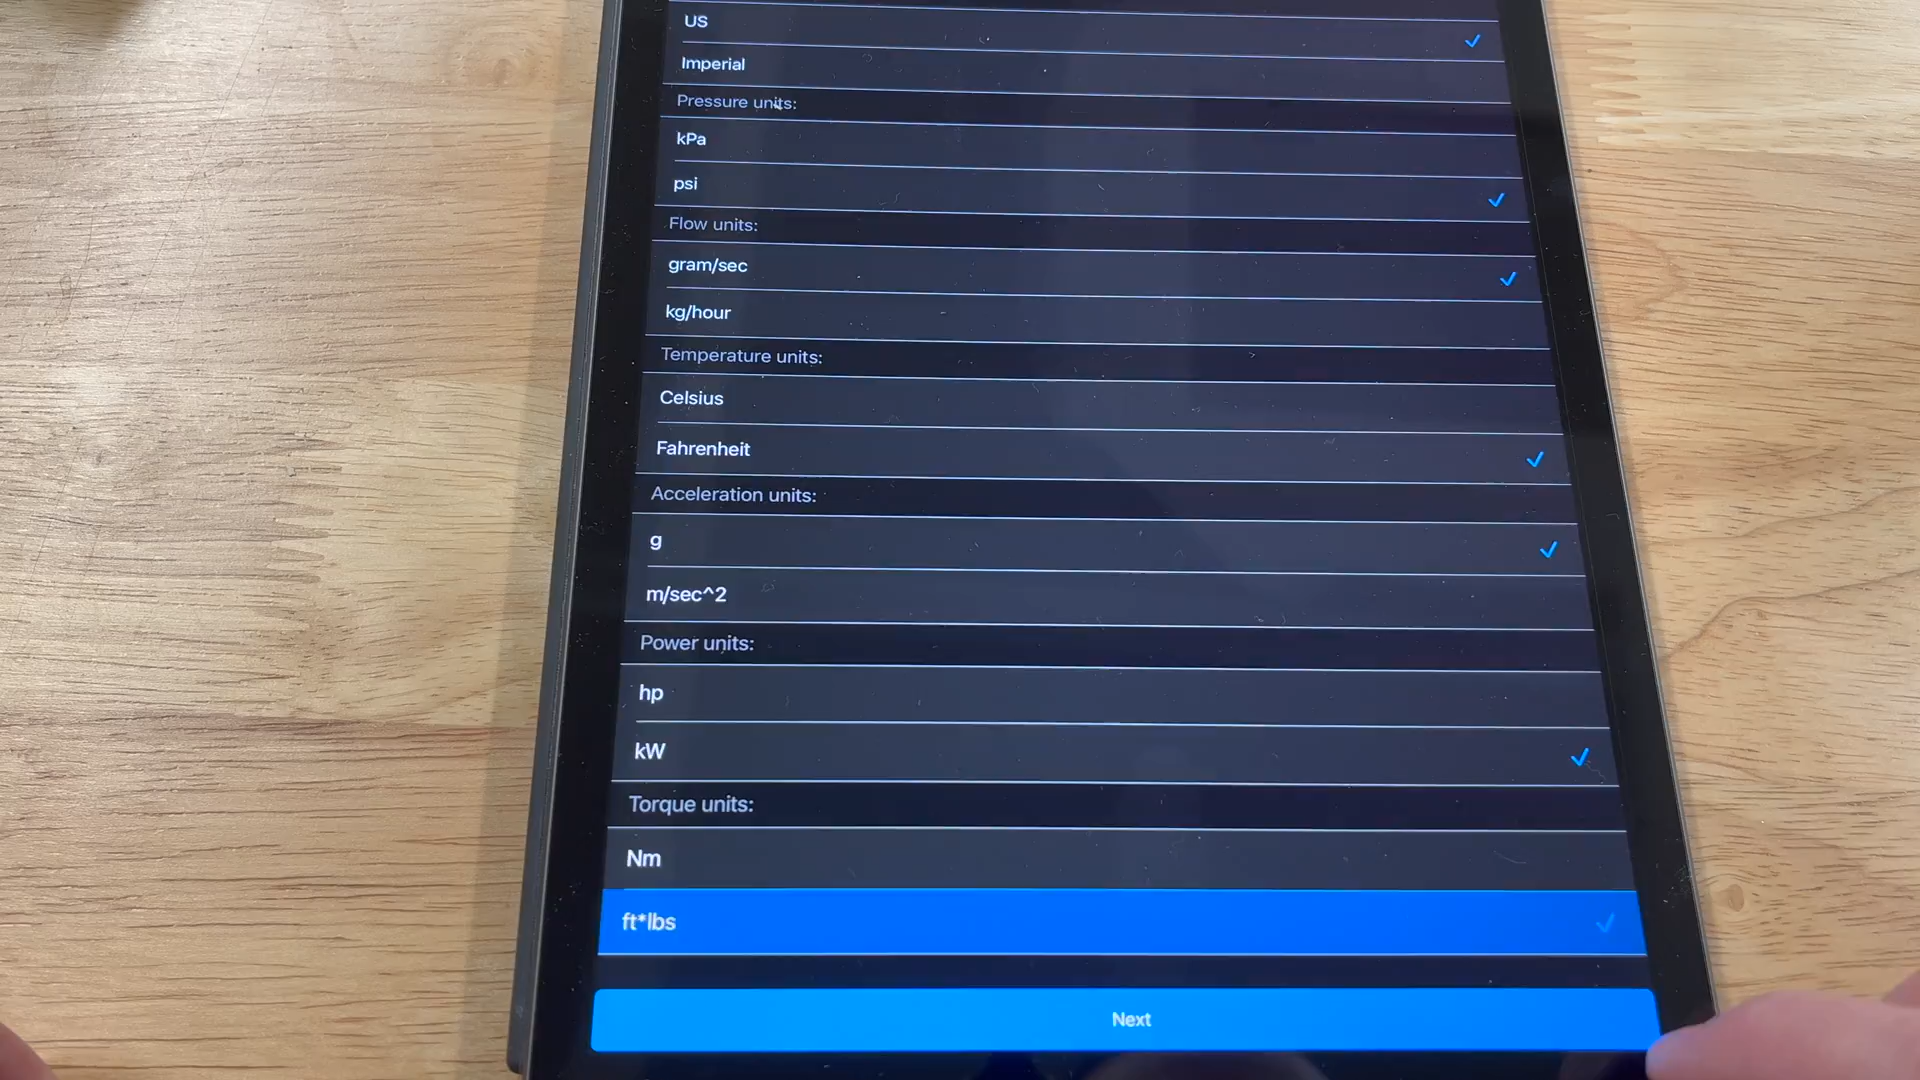 US
Imperial
Pressure units:
kPa
psi
Flow units:
gram/sec
kg/hour
Temperature units:
Celsius
Fahrenheit
Acceleration units:
g
m/sec^2
Power units:
hp
kW
Torque units:
Nm
ft*lbs
Next